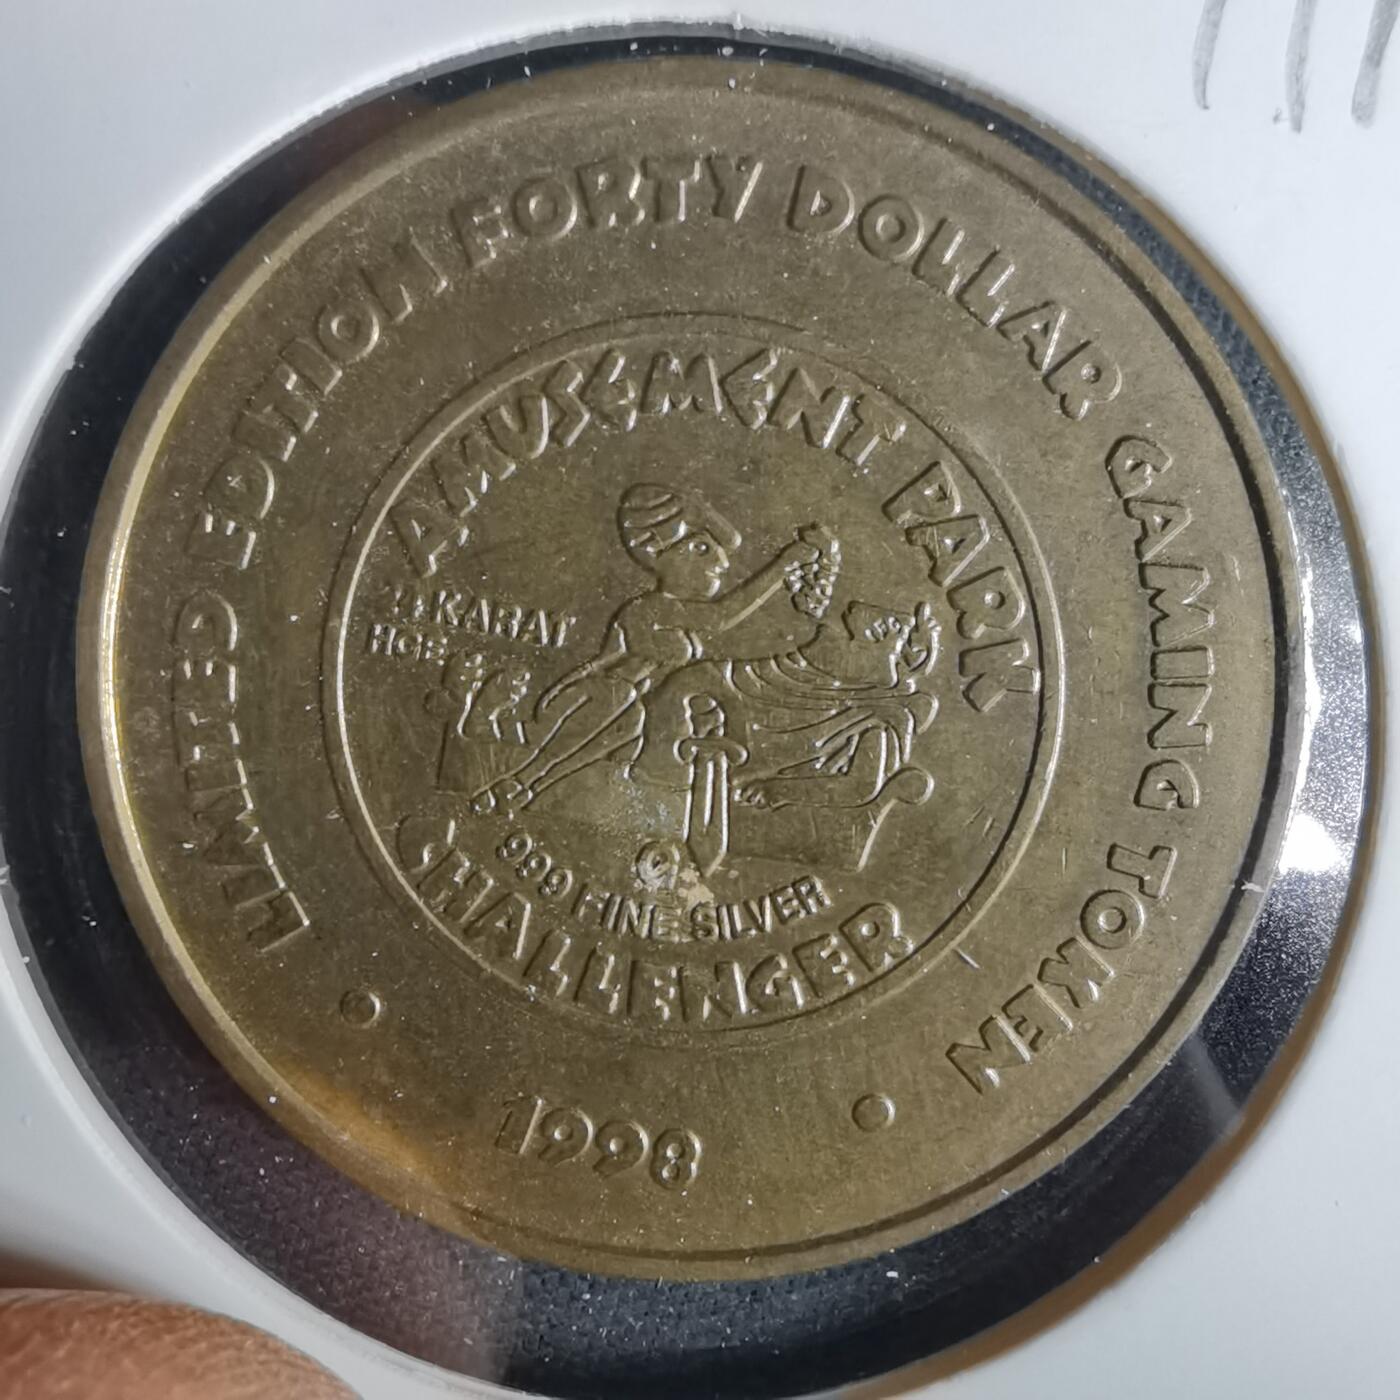 LIMITED EDITION FORTY DOLLAR GAMING TOKEN
AMUSEMENT PARK
KARAT
HGE
999 FINE SILVER
CHALLENGER
1998